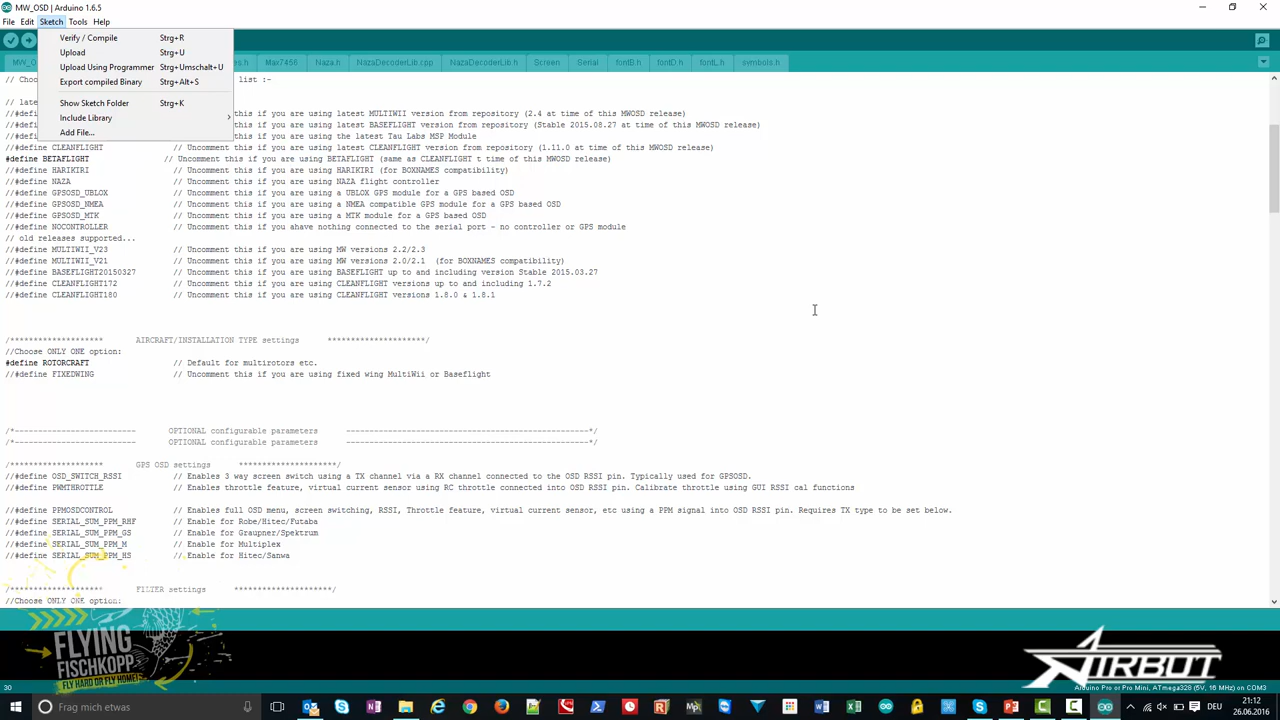 MW_OSD | Arduino 1.6.5
File Edit Sketch Tools Help
Verify / Compile Strg+R
Upload Strg+U
Upload Using Programmer Strg+Umschalt+U
Export compiled Binary Strg+Alt+S
Show Sketch Folder Strg+K
Include Library
Add File...
MW_O es.h Max7456 Naza.h NazaDecoderLib.cpp NazaDecoderLib.h Screen Serial fontB.h fontD.h fontL.h symbols.h
// Choo list :-
// late
//#defi this if you are using latest MULTIWII version from repository (2.4 at time of this MWOSD release)
//#defi this if you are using latest BASEFLIGHT version from repository (Stable 2015.08.27 at time of this MWOSD release)
//#defi this if you are using the latest Tau Labs MSP Module
//#define CLEANFLIGHT // Uncomment this if you are using latest CLEANFLIGHT version from repository (1.11.0 at time of this MWOSD release)
#define BETAFLIGHT // Uncomment this if you are using BETAFLIGHT (same as CLEANFLIGHT t time of this MWOSD release)
//#define HARIKIRI // Uncomment this if you are using HARIKIRI (for BOXNAMES compatibility)
//#define NAZA // Uncomment this if you are using NAZA flight controller
//#define GPSOSD_UBLOX // Uncomment this if you are using a UBLOX GPS module for a GPS based OSD
//#define GPSOSD_NMEA // Uncomment this if you are using a NMEA compatible GPS module for a GPS based OSD
//#define GPSOSD_MTK // Uncomment this if you are using a MTK module for a GPS based OSD
//#define NOCONTROLLER // Uncomment this if you ahave nothing connected to the serial port - no controller or GPS module
// old releases supported...
//#define MULTIWII_V23 // Uncomment this if you are using MW versions 2.2/2.3
//#define MULTIWII_V21 // Uncomment this if you are using MW versions 2.0/2.1 (for BOXNAMES compatibility)
//#define BASEFLIGHT20150327 // Uncomment this if you are using BASEFLIGHT up to and including version Stable 2015.03.27
//#define CLEANFLIGHT172 // Uncomment this if you are using CLEANFLIGHT versions up to and including 1.7.2
//#define CLEANFLIGHT180 // Uncomment this if you are using CLEANFLIGHT versions 1.8.0 & 1.8.1
/******************** AIRCRAFT/INSTALLATION TYPE settings *********************/
//Choose ONLY ONE option:
#define ROTORCRAFT // Default for multirotors etc.
//#define FIXEDWING // Uncomment this if you are using fixed wing MultiWii or Baseflight
/*-------------------------- OPTIONAL configurable parameters ----------------------------------------------------*/
/*-------------------------- OPTIONAL configurable parameters ----------------------------------------------------*/
/******************** GPS OSD settings *********************/
//#define OSD_SWITCH_RSSI // Enables 3 way screen switch using a TX channel via a RX channel connected to the OSD RSSI pin. Typically used for GPSOSD.
//#define PWMTHROTTLE // Enables throttle feature, virtual current sensor using RC throttle connected into OSD RSSI pin. Calibrate throttle using GUI RSSI cal functions
//#define PPMOSDCONTROL // Enables full OSD menu, screen switching, RSSI, Throttle feature, virtual current sensor, etc using a PPM signal into OSD RSSI pin. Requires TX type to be set below.
//#define SERIAL_SUM_PPM_RHF // Enable for Robe/Hitec/Futaba
//#define SERIAL_SUM_PPM_GS // Enable for Graupner/Spektrum
//#define SERIAL_SUM_PPM_M // Enable for Multiplex
//#define SERIAL_SUM_PPM_HS // Enable for Hitec/Sanwa
/******************** FILTER settings *********************/
//Choose ONLY ONE option:
FLYING
FISCHKOPP
FLY HARD OR FLY HOME!
AIRBUT
30
Arduino Pro or Pro Mini, ATmega328 (5V, 16 MHz) on COM3
Frag mich etwas
DEU
21:12
26.06.2016